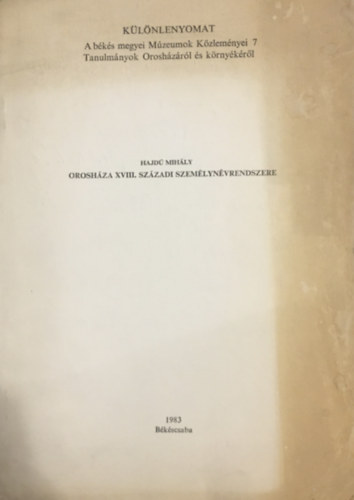 KÜLÖNLENYOMAT
A békés megyei Múzeumok Közleményei 7
Tanulmányok Orosházáról és környékéről
HAJDÚ MIHÁLY
OROSHÁZA XVIII. SZÁZADI SZEMÉLYNÉVRENDSZERE
1983
Békéscsaba